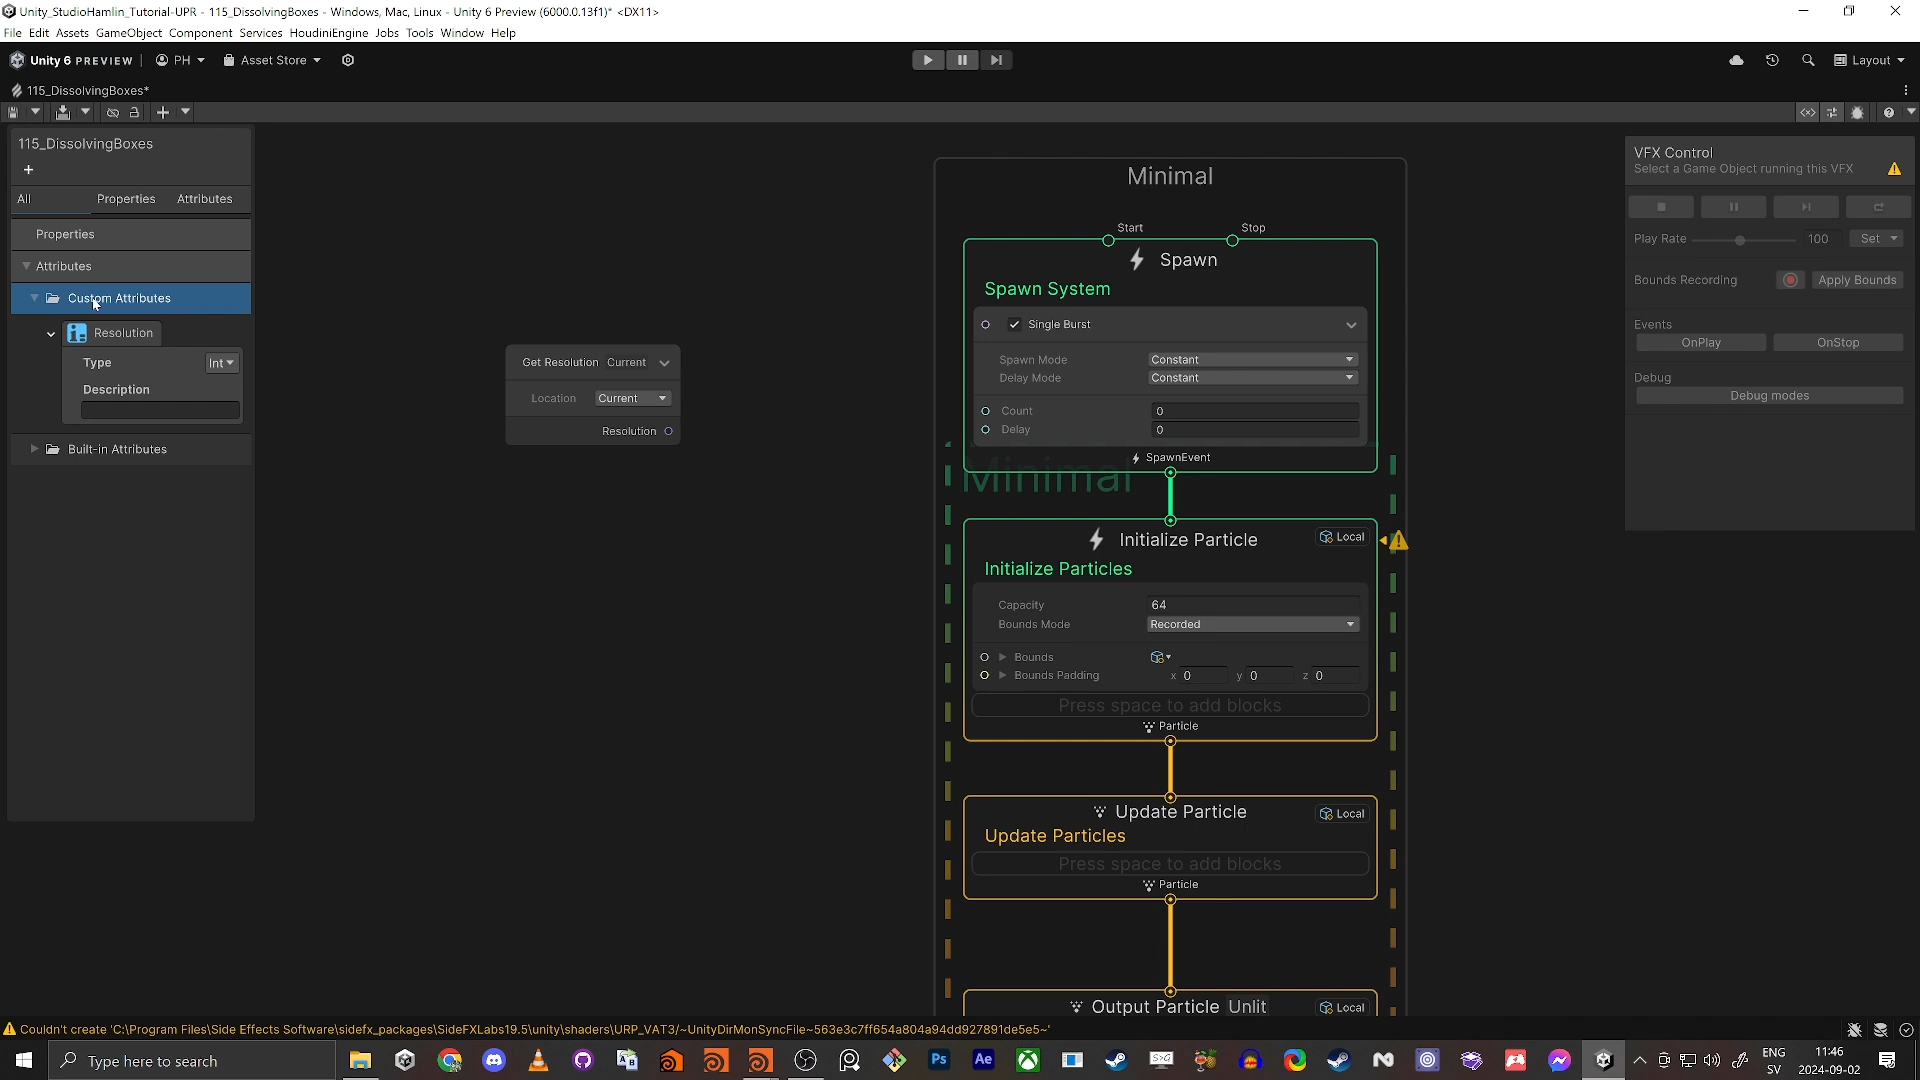 Unity_StudioHamlin_Tutorial-UPR - 115_DissolvingBoxes - Windows, Mac, Linux - Unity 6 Preview (6000.0.13f1)* <DX11>
File Edit Assets GameObject Component Services HoudiniEngine Jobs Tools Window Help
Unity 6 PREVIEW PH Asset Store Layout
115_DissolvingBoxes*
115_DissolvingBoxes
+
All Properties Attributes
Properties
Attributes
Custom Attributes
Resolution
Type Int
Description
Built-in Attributes
Get Resolution Current
Location Current
Resolution
Minimal
Start Stop
Spawn
Spawn System
Single Burst
Spawn Mode Constant
Delay Mode Constant
Count 0
Delay 0
SpawnEvent
Minimal
Initialize Particle Local
Initialize Particles
Capacity 64
Bounds Mode Recorded
Bounds
Bounds Padding x 0 y 0 z 0
Press space to add blocks
Particle
Update Particle Local
Update Particles
Press space to add blocks
Particle
Output Particle Unlit Local
VFX Control
Select a Game Object running this VFX
Play Rate 100 Set
Bounds Recording Apply Bounds
Events
OnPlay OnStop
Debug
Debug modes
Couldn't create 'C:\Program Files\Side Effects Software\sidefx_packages\SideFXLabs19.5\unity\shaders\URP_VAT3/~UnityDirMonSyncFile~563e3c7ff654a804a94dd927891de5e5~'
Type here to search
Ps Ae
ENG 11:46
SV 2024-09-02